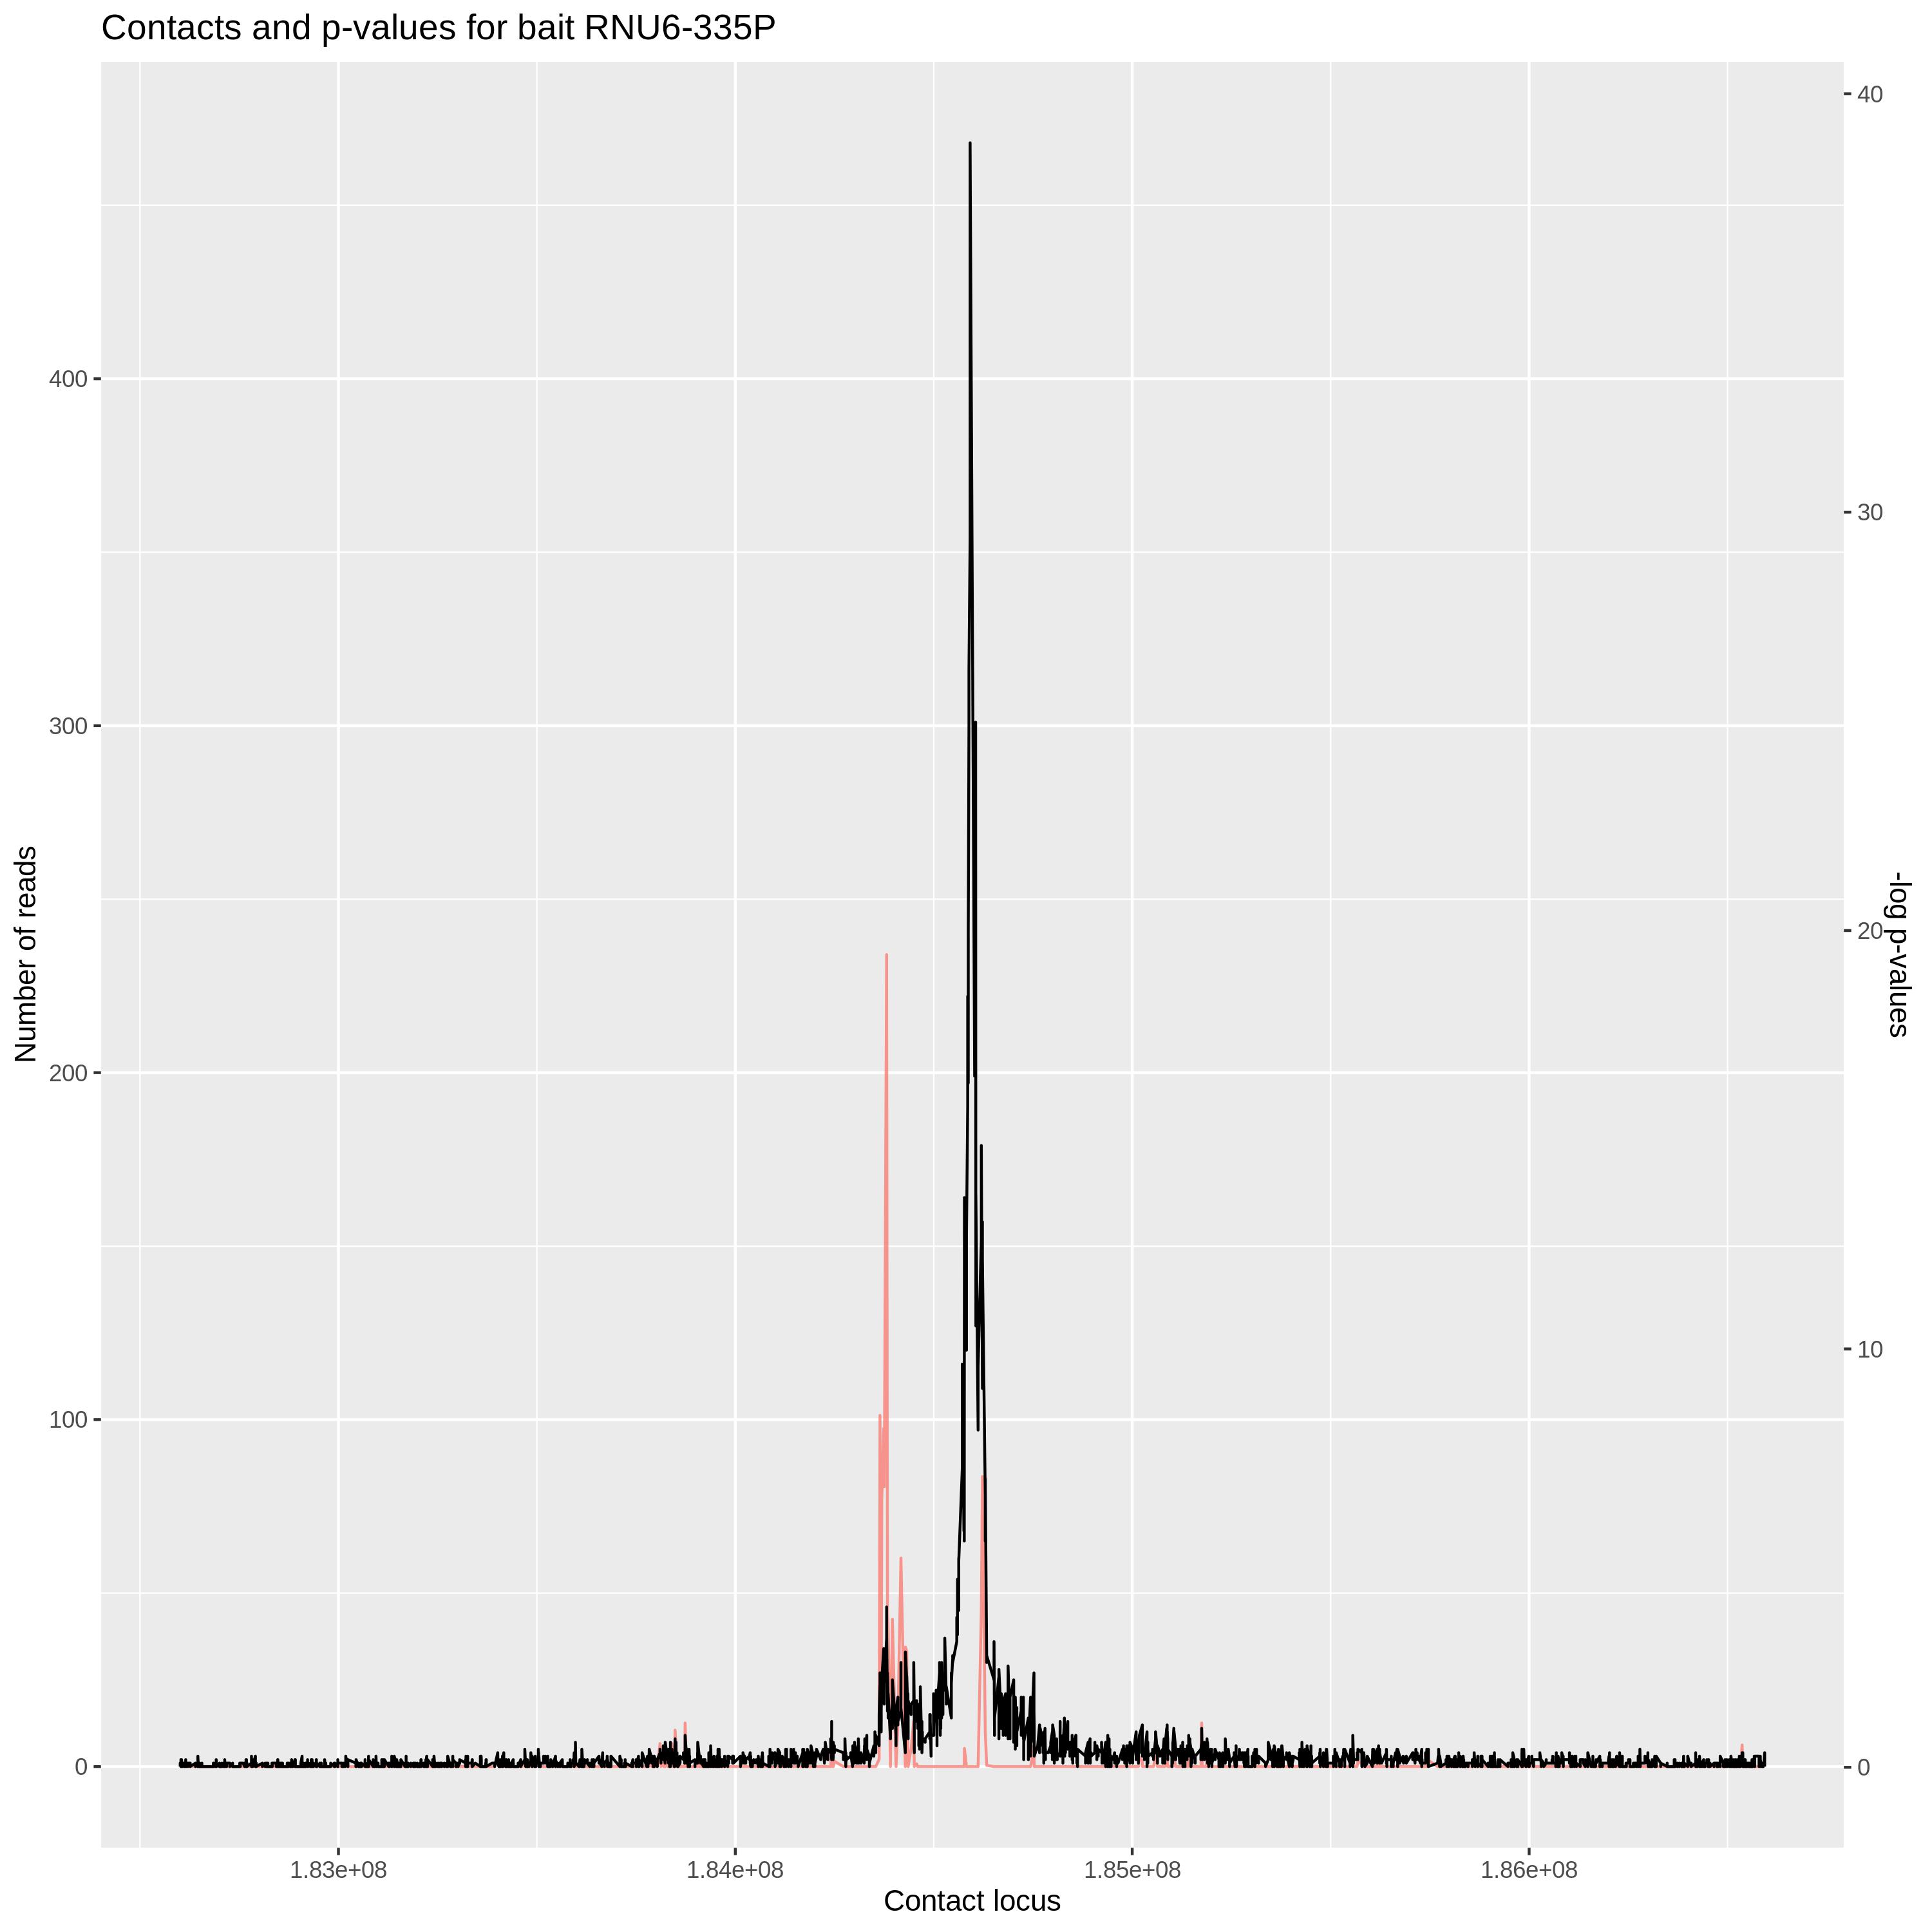 Contacts and p-values for bait RNU6-335P
Number of reads
400
300
200
100
0
40
30
20
10
0
-log p-values
1.83e+08
1.84e+08
1.85e+08
1.86e+08
Contact locus